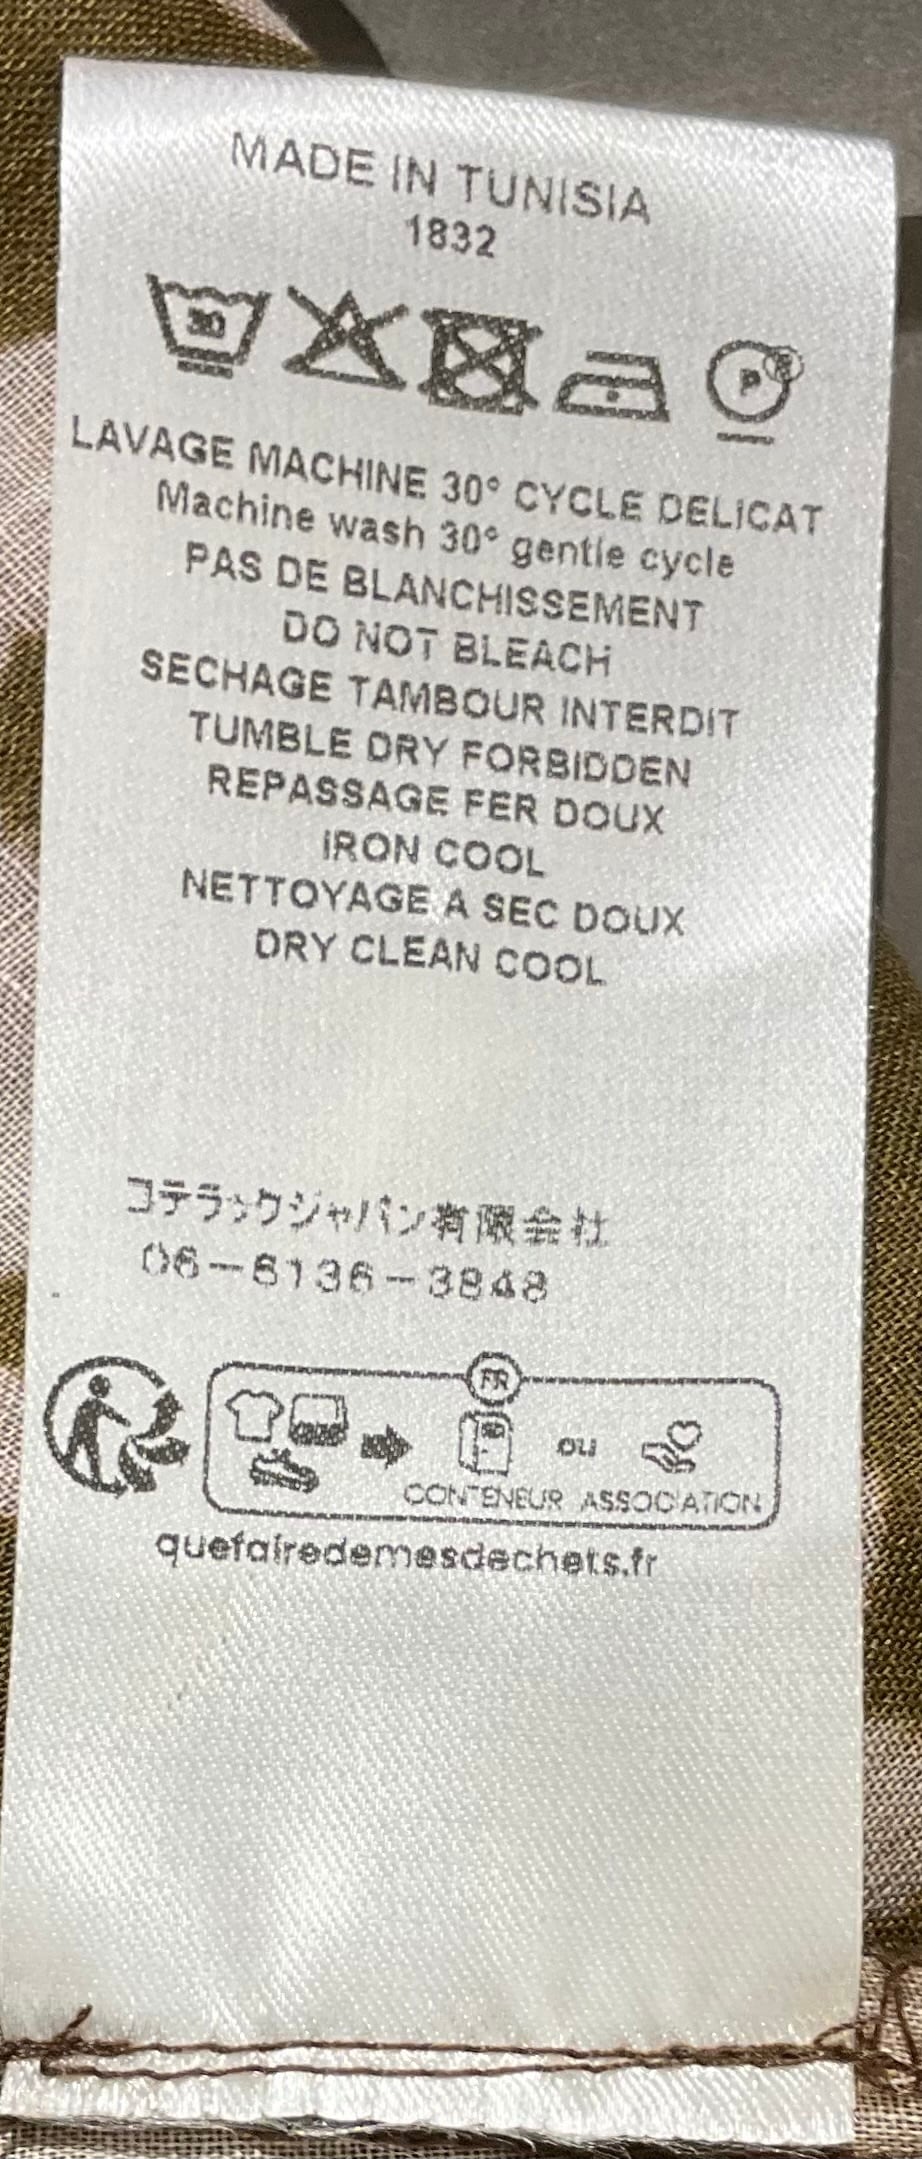 MADE IN TUNISIA
1832
30
P
LAVAGE MACHINE 30° CYCLE DELICAT
Machine wash 30° gentle cycle
PAS DE BLANCHISSEMENT
DO NOT BLEACH
SECHAGE TAMBOUR INTERDIT
TUMBLE DRY FORBIDDEN
REPASSAGE FER DOUX
IRON COOL
NETTOYAGE A SEC DOUX
DRY CLEAN COOL
コテラックジャパン有限会社
06-6136-3848
FR
ou
CONTENEUR ASSOCIATION
quefairedemesdechets.fr